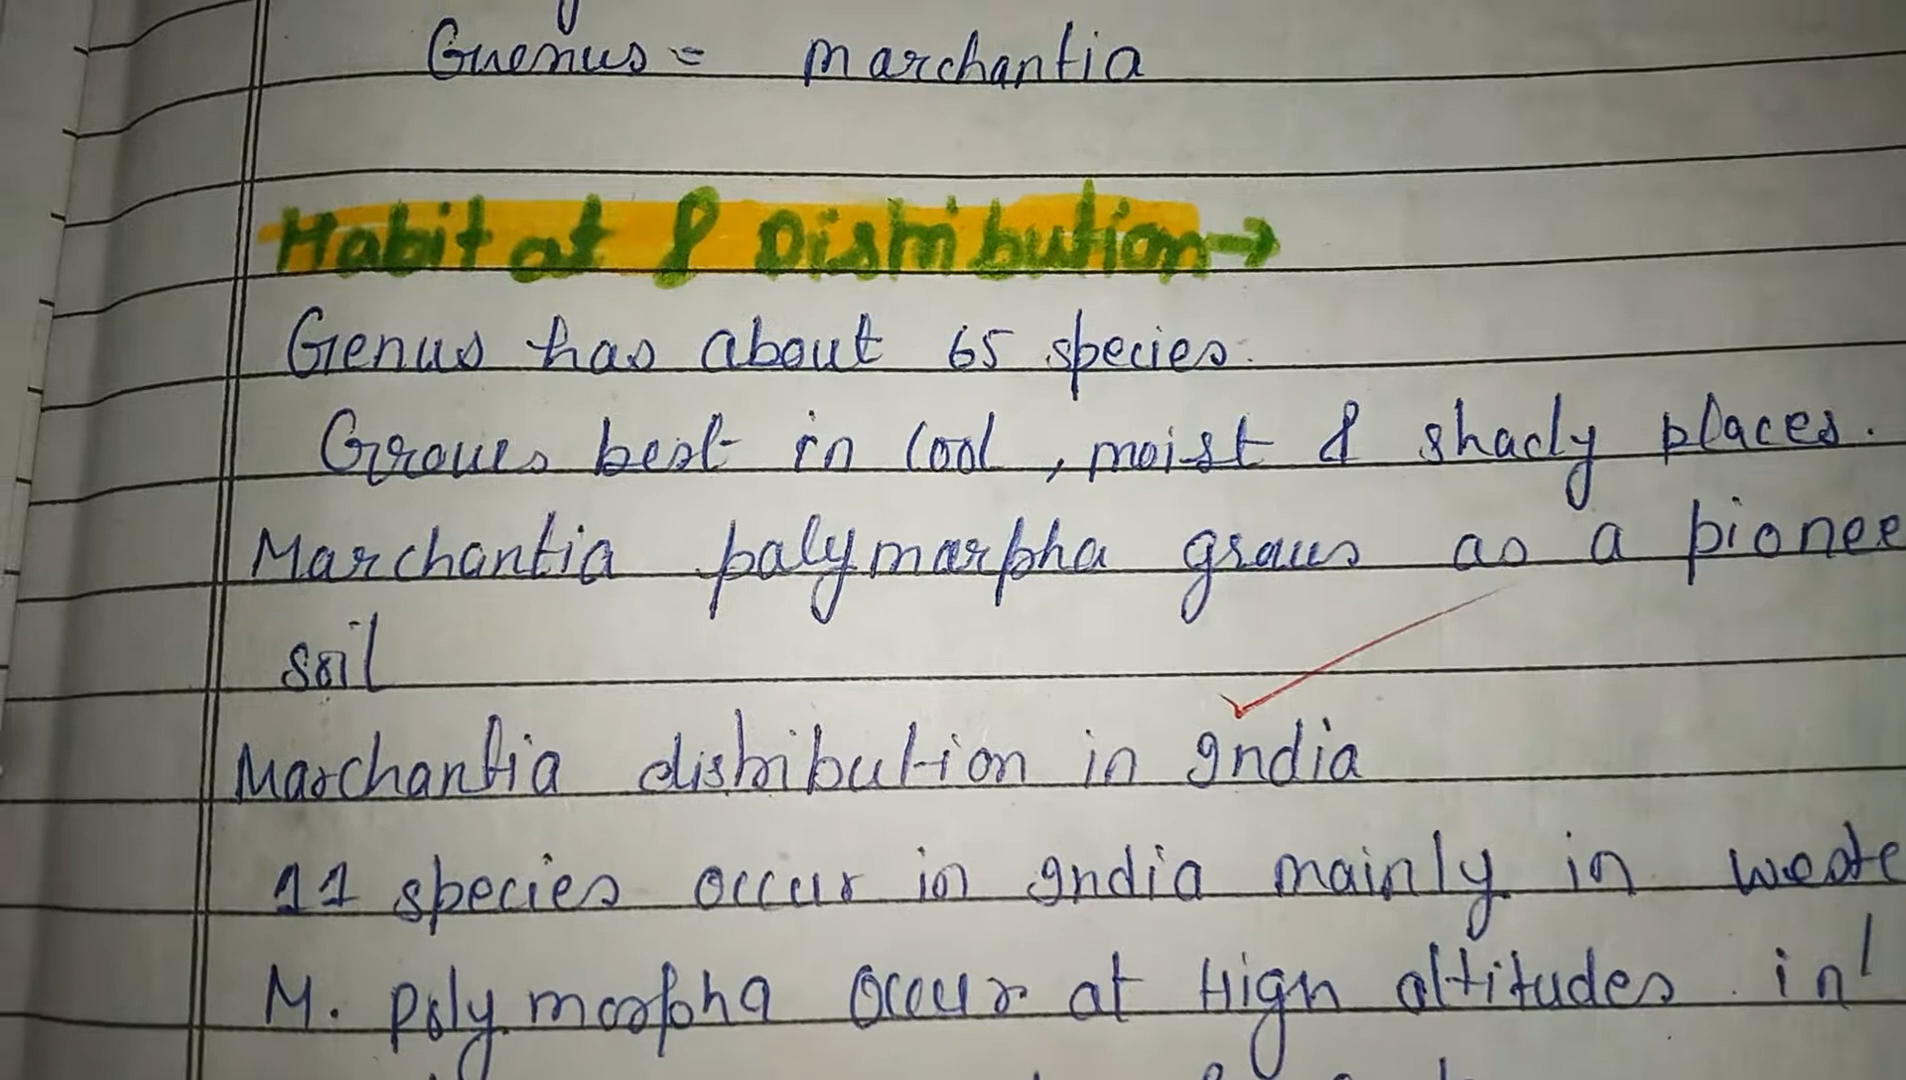 Guenus = marchantia
Habitat & Distribution →
Genus has about 65 species.
Grows best in cool, moist & shady places.
Marchantia palymarpha grows as a pionee
soil
Marchantia distribution in India
11 species occur in India mainly in weste
M. polymorpha occur at High altitudes in